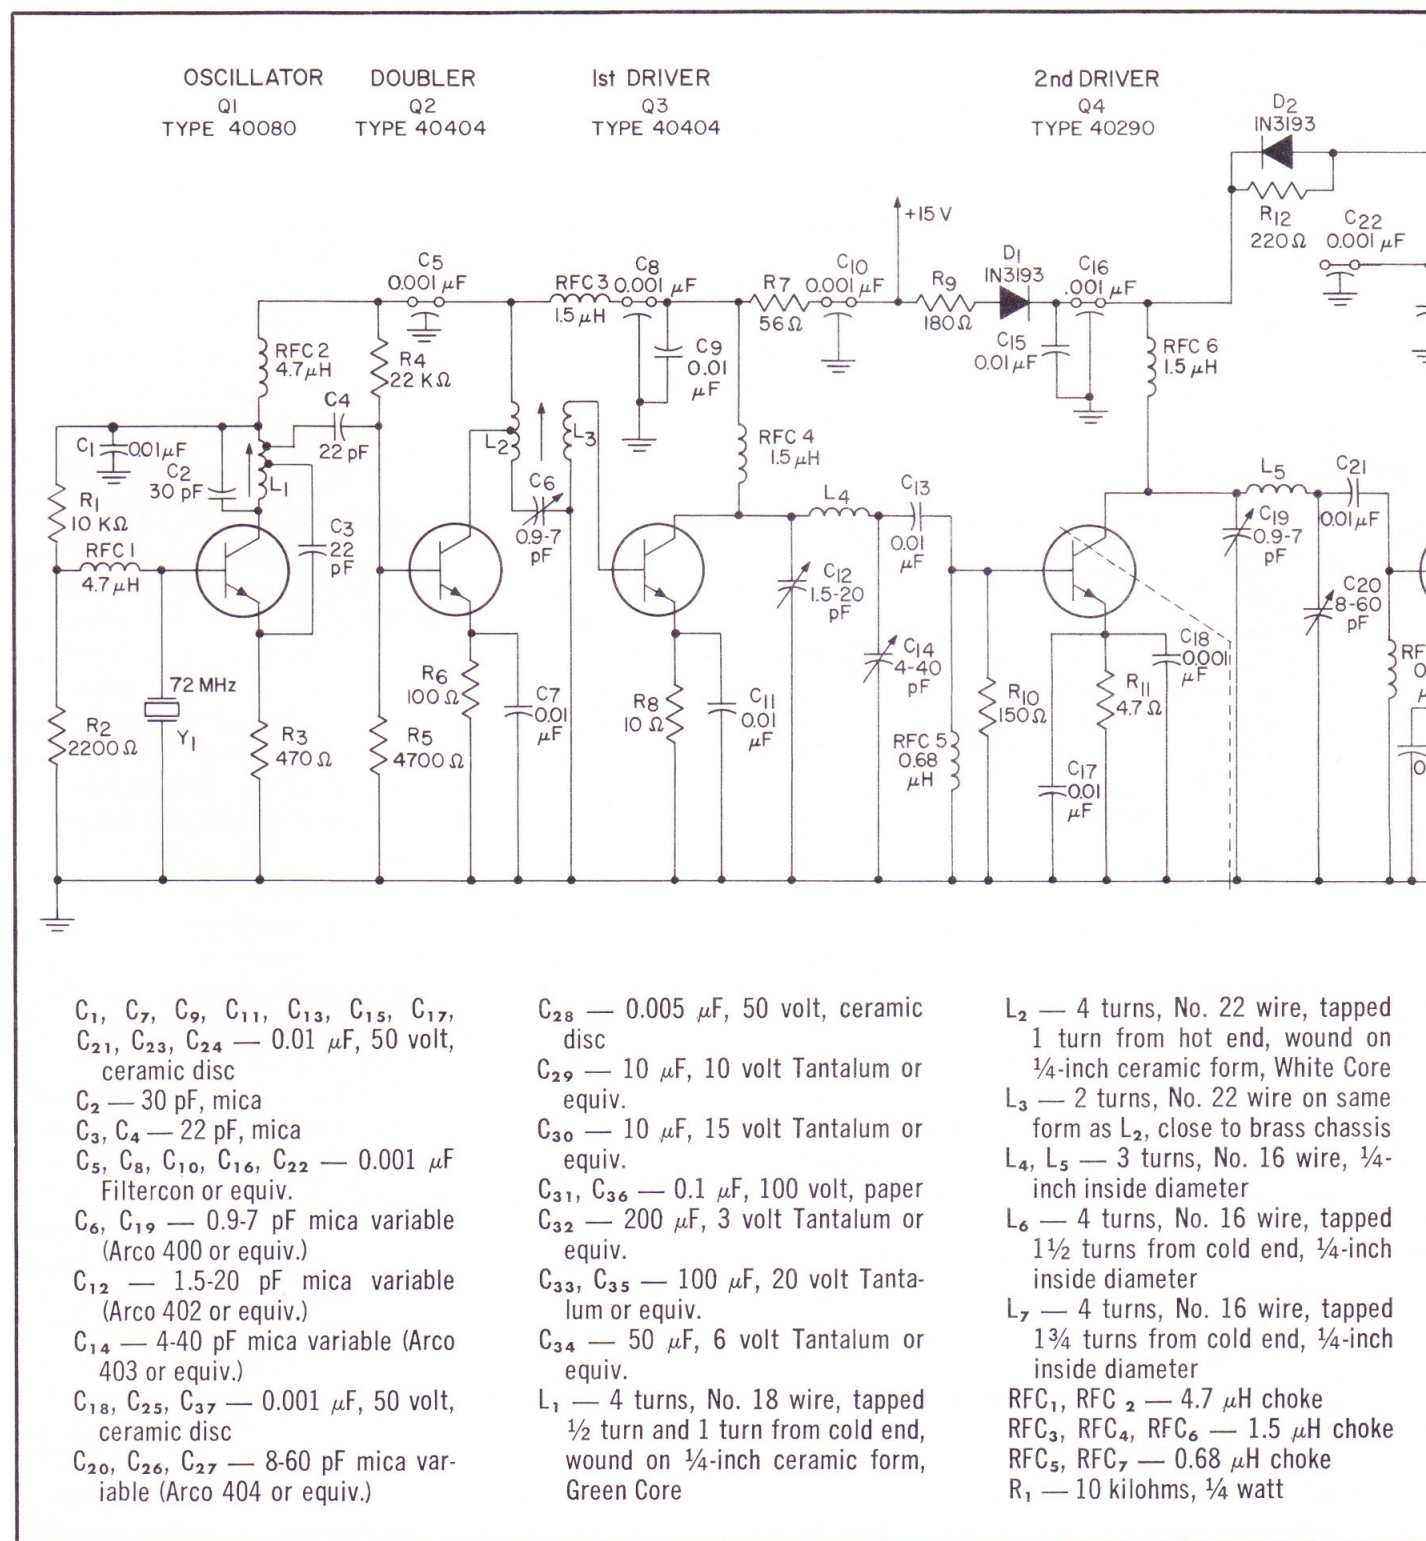 OSCILLATOR
Q1
TYPE 40080
DOUBLER
Q2
TYPE 40404
1st DRIVER
Q3
TYPE 40404
2nd DRIVER
Q4
TYPE 40290
D2
IN3193
R12
220Ω
C22
0.001 µF
+15 V
C5
0.001 µF
RFC 3
1.5 µH
C8
0.001 µF
R7
56Ω
C10
0.001 µF
R9
180Ω
D1
IN3193
C16
.001 µF
RFC 2
4.7 µH
R4
22 KΩ
C9
0.01
µF
C15
0.01 µF
RFC 6
1.5 µH
C4
22 pF
C1
0.01 µF
C2
30 pF
L1
L2
L3
RFC 4
1.5 µH
R1
10 KΩ
C3
22
pF
C6
0.9-7
pF
L4
C13
0.01
µF
L5
C21
0.01 µF
C19
0.9-7
pF
RFC 1
4.7 µH
C12
1.5-20
pF
C20
8-60
pF
72 MHz
Y1
R6
100 Ω
C7
0.01
µF
R8
10 Ω
C11
0.01
µF
C14
4-40
pF
R10
150Ω
R11
4.7 Ω
C18
0.001
µF
RF
0.
µ
R2
2200 Ω
R3
470 Ω
R5
4700 Ω
RFC 5
0.68
µH
C17
0.01
µF
0
C₁, C₇, C₉, C₁₁, C₁₃, C₁₅, C₁₇,
C₂₁, C₂₃, C₂₄ — 0.01 µF, 50 volt,
ceramic disc
C₂ — 30 pF, mica
C₃, C₄ — 22 pF, mica
C₅, C₈, C₁₀, C₁₆, C₂₂ — 0.001 µF
Filtercon or equiv.
C₆, C₁₉ — 0.9-7 pF mica variable
(Arco 400 or equiv.)
C₁₂ — 1.5-20 pF mica variable
(Arco 402 or equiv.)
C₁₄ — 4-40 pF mica variable (Arco
403 or equiv.)
C₁₈, C₂₅, C₃₇ — 0.001 µF, 50 volt,
ceramic disc
C₂₀, C₂₆, C₂₇ — 8-60 pF mica var-
iable (Arco 404 or equiv.)
C₂₈ — 0.005 µF, 50 volt, ceramic
disc
C₂₉ — 10 µF, 10 volt Tantalum or
equiv.
C₃₀ — 10 µF, 15 volt Tantalum or
equiv.
C₃₁, C₃₆ — 0.1 µF, 100 volt, paper
C₃₂ — 200 µF, 3 volt Tantalum or
equiv.
C₃₃, C₃₅ — 100 µF, 20 volt Tanta-
lum or equiv.
C₃₄ — 50 µF, 6 volt Tantalum or
equiv.
L₁ — 4 turns, No. 18 wire, tapped
½ turn and 1 turn from cold end,
wound on ¼-inch ceramic form,
Green Core
L₂ — 4 turns, No. 22 wire, tapped
1 turn from hot end, wound on
¼-inch ceramic form, White Core
L₃ — 2 turns, No. 22 wire on same
form as L₂, close to brass chassis
L₄, L₅ — 3 turns, No. 16 wire, ¼-
inch inside diameter
L₆ — 4 turns, No. 16 wire, tapped
1½ turns from cold end, ¼-inch
inside diameter
L₇ — 4 turns, No. 16 wire, tapped
1¾ turns from cold end, ¼-inch
inside diameter
RFC₁, RFC ₂ — 4.7 µH choke
RFC₃, RFC₄, RFC₆ — 1.5 µH choke
RFC₅, RFC₇ — 0.68 µH choke
R₁ — 10 kilohms, ¼ watt